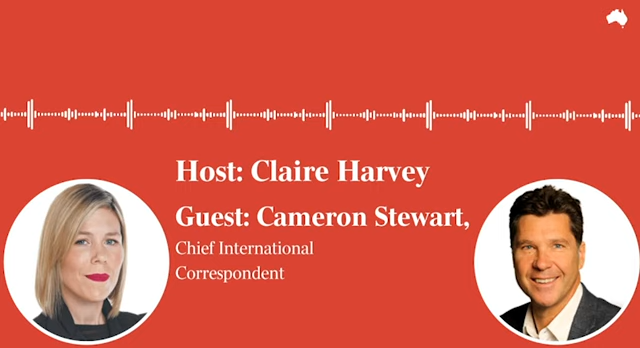 Host: Claire Harvey
Guest: Cameron Stewart,
Chief International
Correspondent